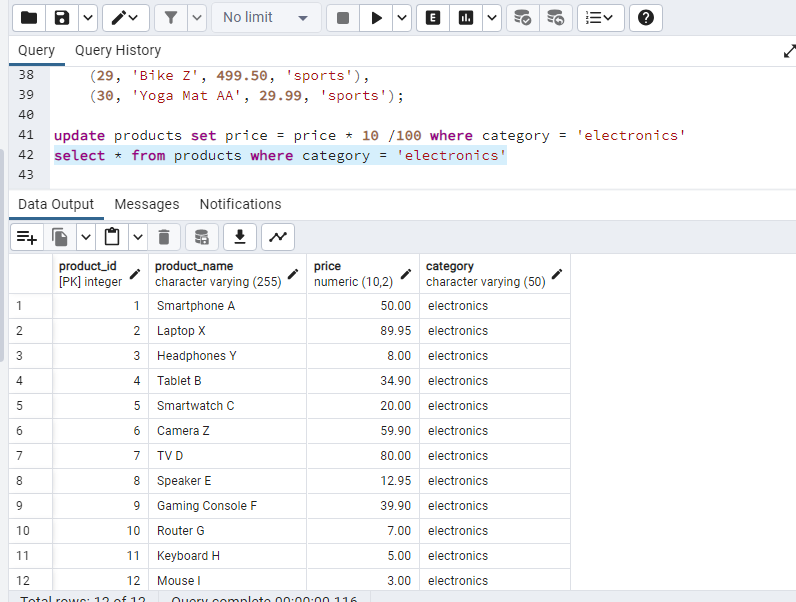 No limit
E
Query Query History
38 (29, 'Bike Z', 499.50, 'sports'),
39 (30, 'Yoga Mat AA', 29.99, 'sports');
40
41 update products set price = price * 10 /100 where category = 'electronics'
42 select * from products where category = 'electronics'
43
Data Output Messages Notifications
product_id product_name price category
[PK] integer character varying (255) numeric (10,2) character varying (50)
1 1 Smartphone A 50.00 electronics
2 2 Laptop X 89.95 electronics
3 3 Headphones Y 8.00 electronics
4 4 Tablet B 34.90 electronics
5 5 Smartwatch C 20.00 electronics
6 6 Camera Z 59.90 electronics
7 7 TV D 80.00 electronics
8 8 Speaker E 12.95 electronics
9 9 Gaming Console F 39.90 electronics
10 10 Router G 7.00 electronics
11 11 Keyboard H 5.00 electronics
12 12 Mouse I 3.00 electronics
Total rows: 12 of 12 Query complete 00:00:00.116